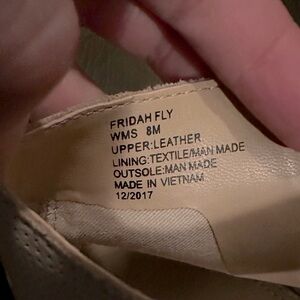 FRIDAH FLY
WMS 8M
UPPER:LEATHER
LINING:TEXTILE/MAN MADE
OUTSOLE:MAN MADE
MADE IN VIETNAM
12/2017